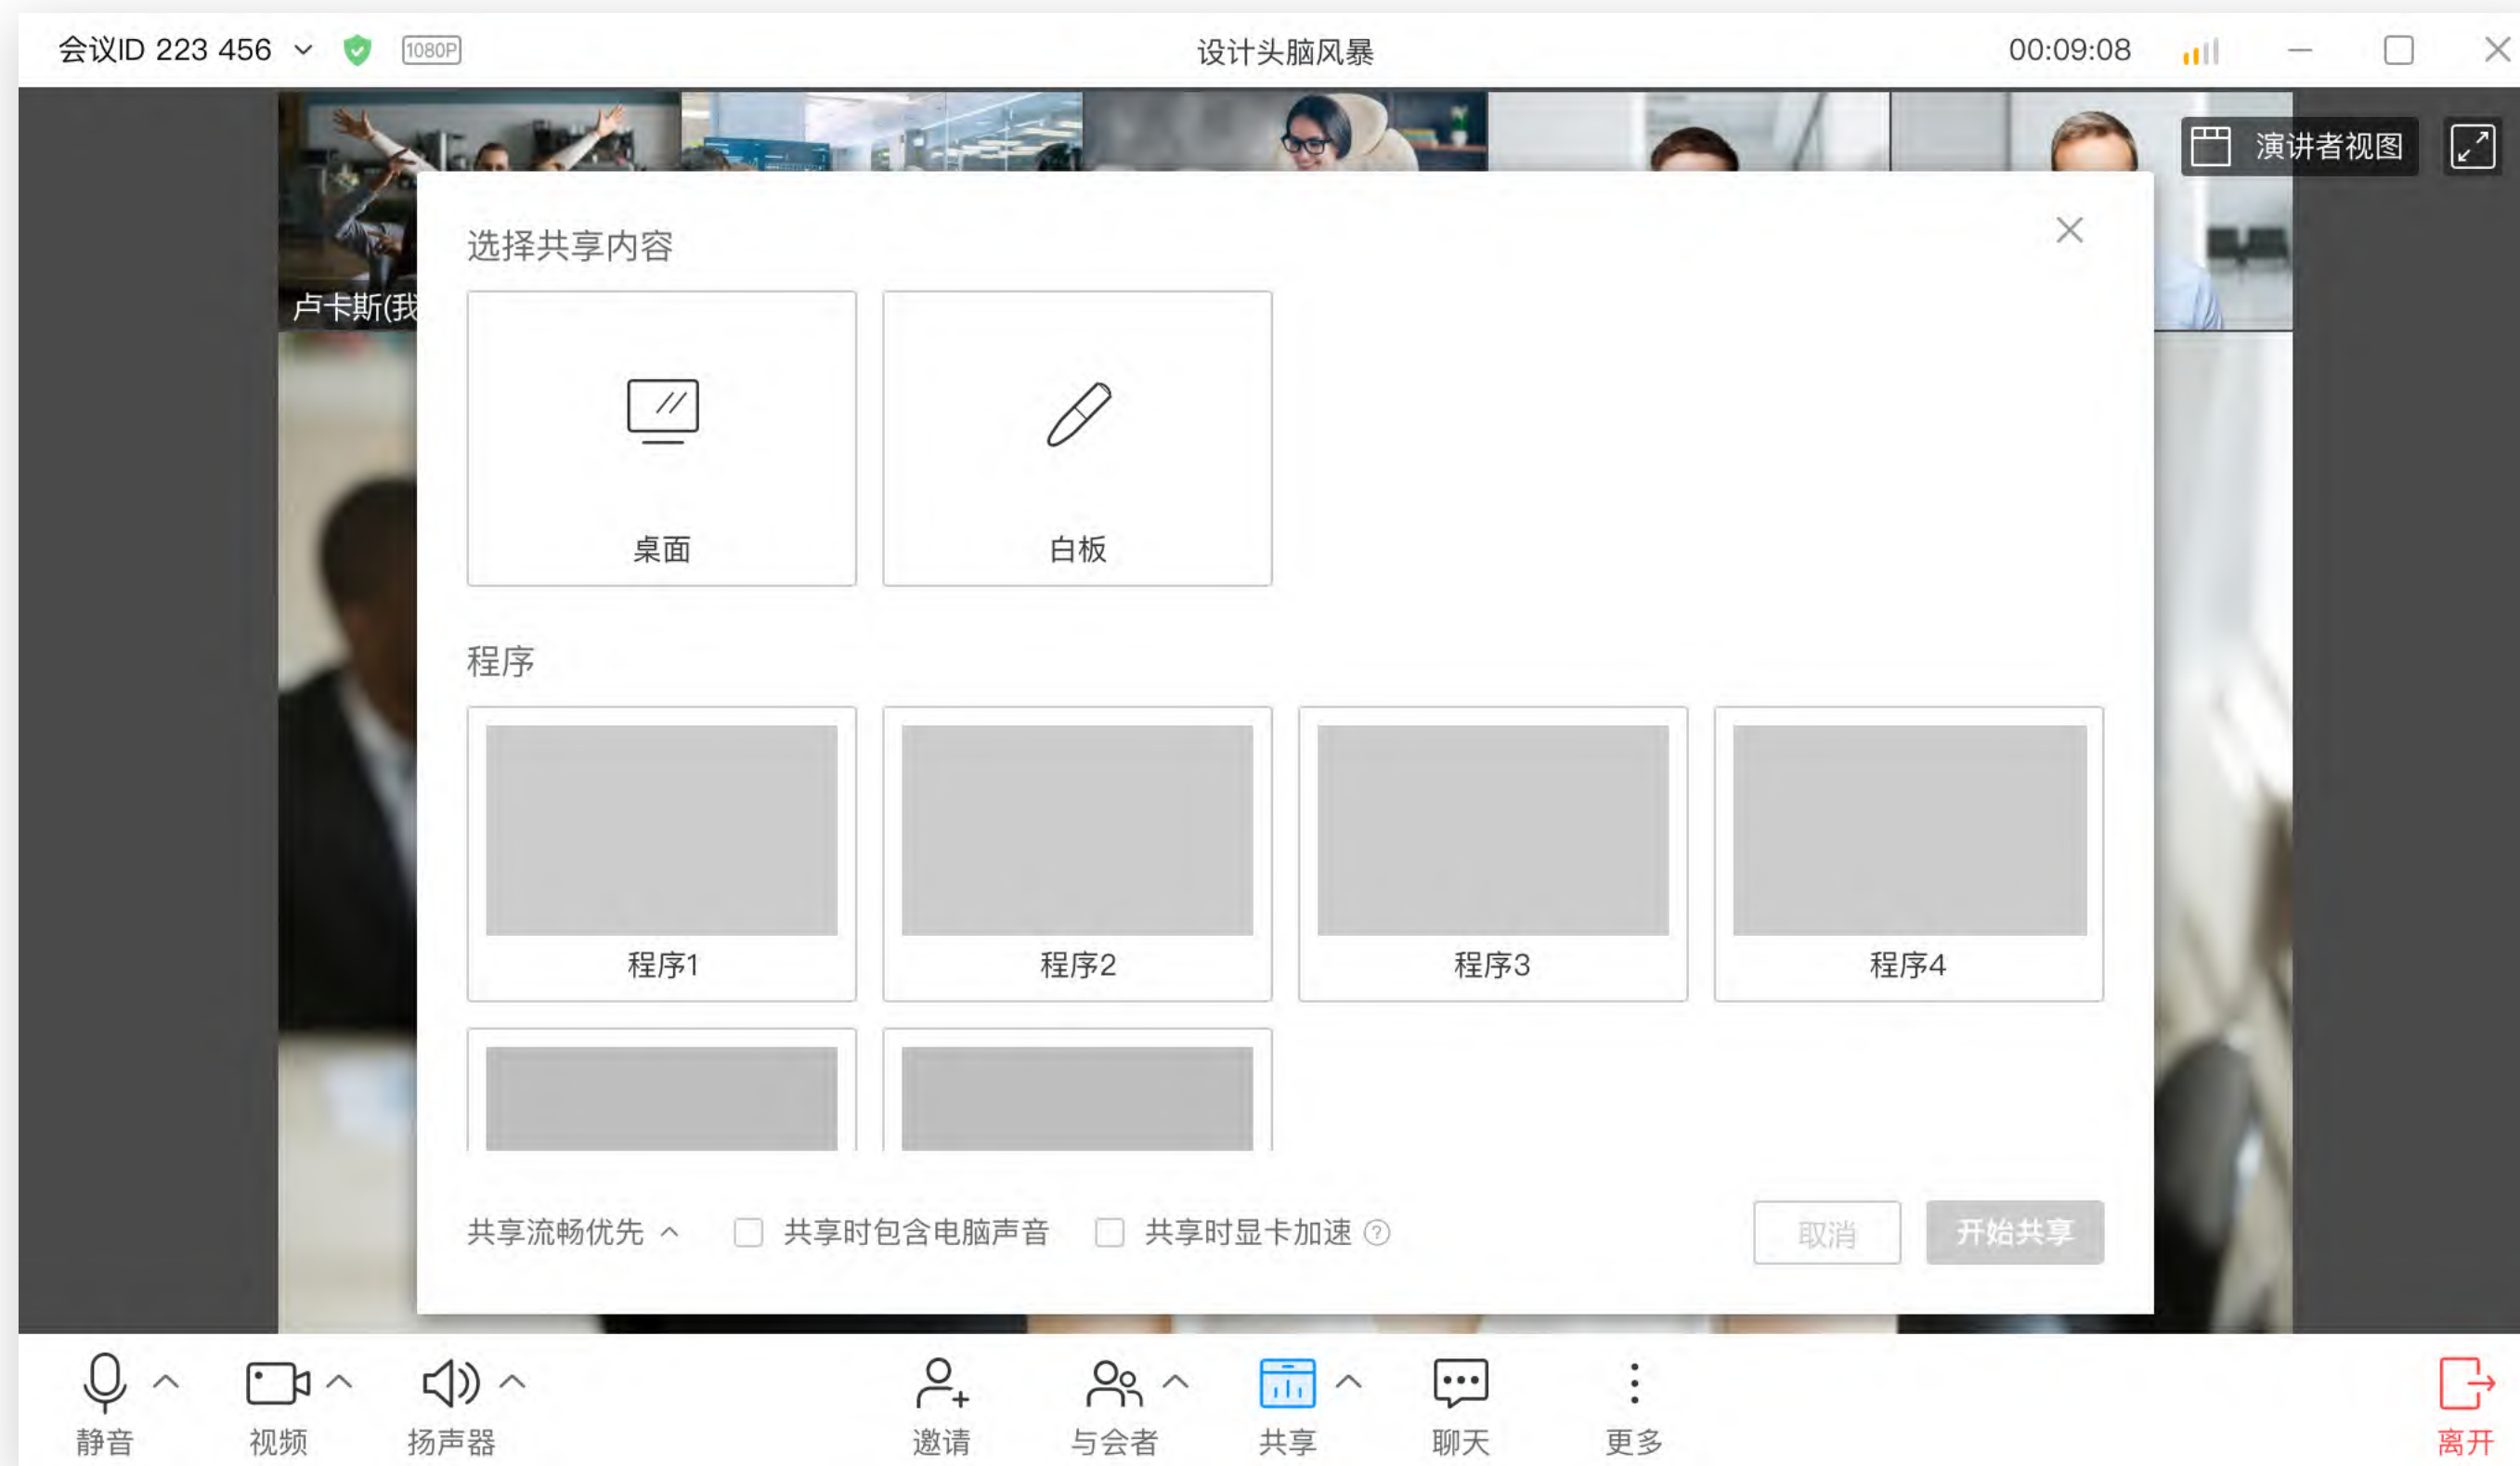 会议ID 223 456
1080P
设计头脑风暴
00:09:08
演讲者视图
卢卡斯(我
选择共享内容
桌面
白板
程序
程序1
程序2
程序3
程序4
共享流畅优先
共享时包含电脑声音
共享时显卡加速
?
取消
开始共享
静音
视频
扬声器
邀请
与会者
共享
聊天
更多
离开